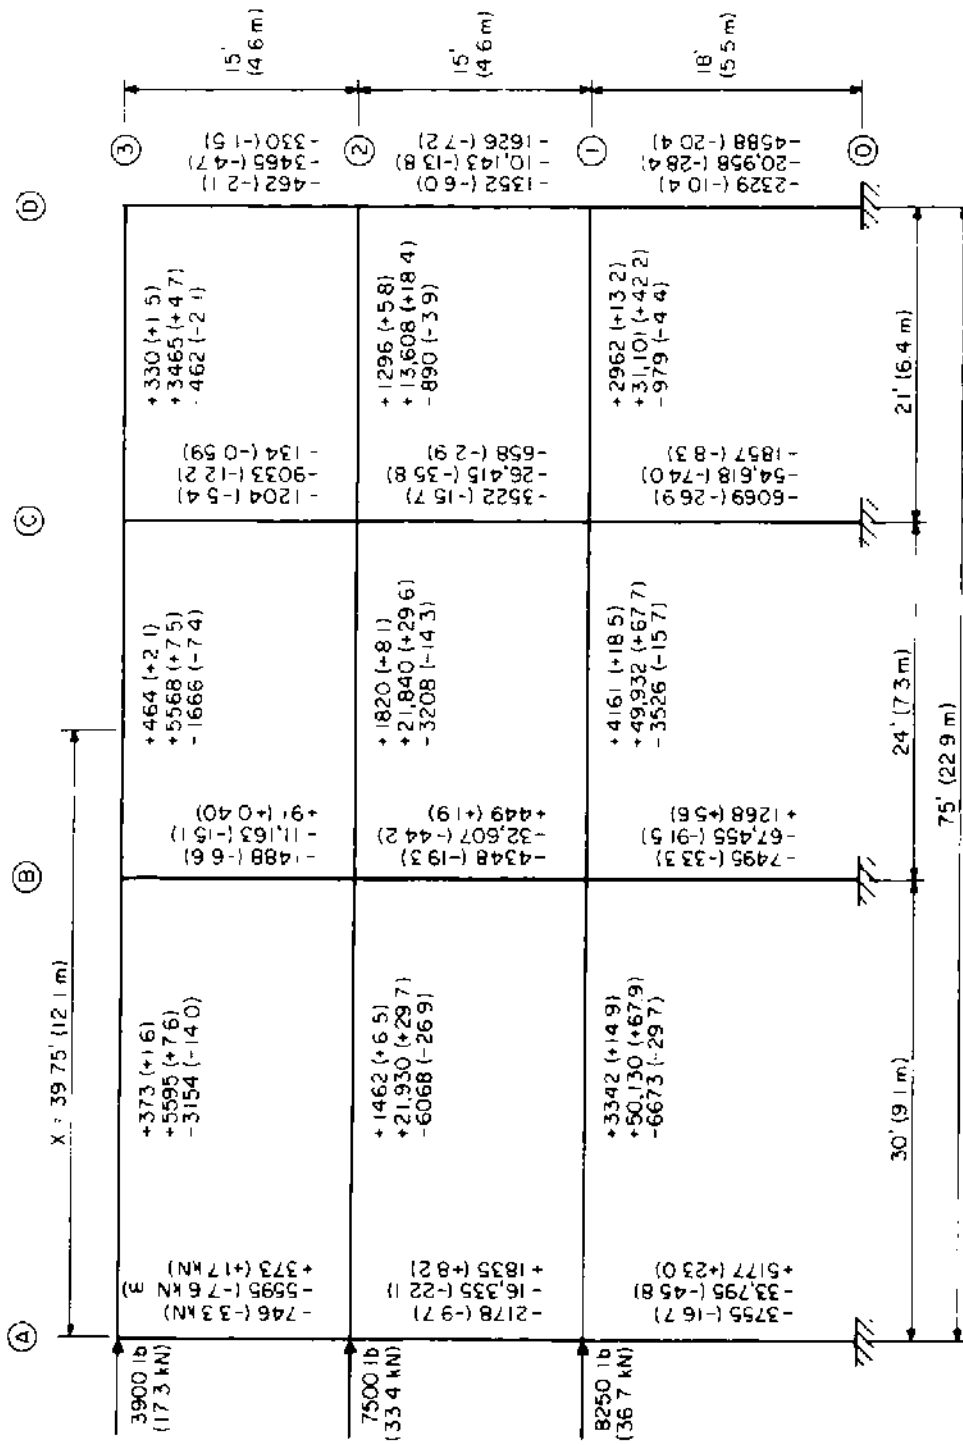 A
B
C
D
X = 39 75' (12.1 m)
3900 lb
(17 3 kN)
7500 lb
(33.4 kN)
8250 lb
(36 7 kN)
+373 (+1 6)
+5595 (+7 6)
-3154 (-14 0)
+464 (+2 1)
+5568 (+7 5)
-1666 (-7 4)
+330 (+1 5)
+3465 (+4 7)
-462 (-2 1)
-746 (-3 3 kN)
-5595 (-7 6 kN m)
+373 (+1 7 kN)
-1488 (-6 6)
-11,163 (-15 1)
+91 (+0 40)
-1204 (-5 4)
-9033 (-12 2)
-134 (-0 59)
-462 (-2 1)
-3465 (-4 7)
-330 (-1 5)
3
15'
(4 6 m)
+1462 (+6 5)
+21,930 (+29 7)
-6068 (-26 9)
+1820 (+8 1)
+21,840 (+29 6)
-3208 (-14 3)
+1296 (+5 8)
+13,608 (+18 4)
-890 (-3 9)
-2178 (-9 7)
-16,335 (-22 1)
+1835 (+8 2)
-4348 (-19 3)
-32,607 (-44 2)
+449 (+1 9)
-3522 (-15 7)
-26,415 (-35 8)
-658 (-2 9)
-1352 (-6 0)
-10,143 (-13 8)
-1626 (-7 2)
2
15'
(4 6 m)
+3342 (+14 9)
+50,130 (+67.9)
-6673 (-29 7)
+4161 (+18 5)
+49,932 (+67 7)
-3526 (-15 7)
+2962 (+13 2)
+31,101 (+42 2)
-979 (-4 4)
-3755 (-16 7)
-33,795 (-45 8)
+5177 (+23 0)
-7495 (-33 3)
-67,455 (-91 5)
+1268 (+5 6)
-6069 (-26 9)
-54,618 (-74 0)
-1857 (-8 3)
-2329 (-10 4)
-20,958 (-28 4)
-4588 (-20 4)
1
18'
(5 5 m)
0
30' (9 1 m)
24' (7 3 m)
21' (6.4 m)
75' (22 9 m)